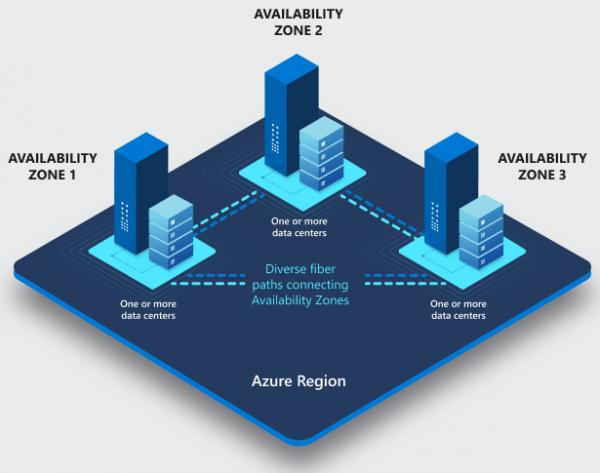 AVAILABILITY
ZONE 2
AVAILABILITY
ZONE 1
AVAILABILITY
ZONE 3
One or more
data centers
Diverse fiber
paths connecting
Availability Zones
One or more
data centers
One or more
data centers
Azure Region